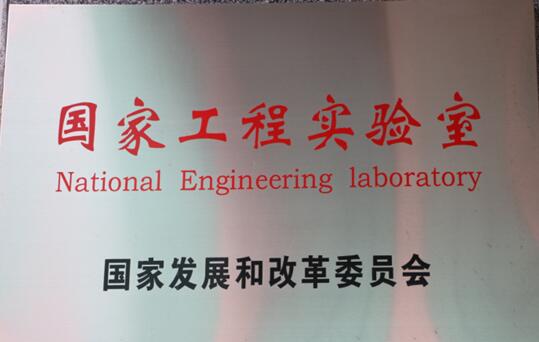 国家工程实验室
National Engineering laboratory
国家发展和改革委员会